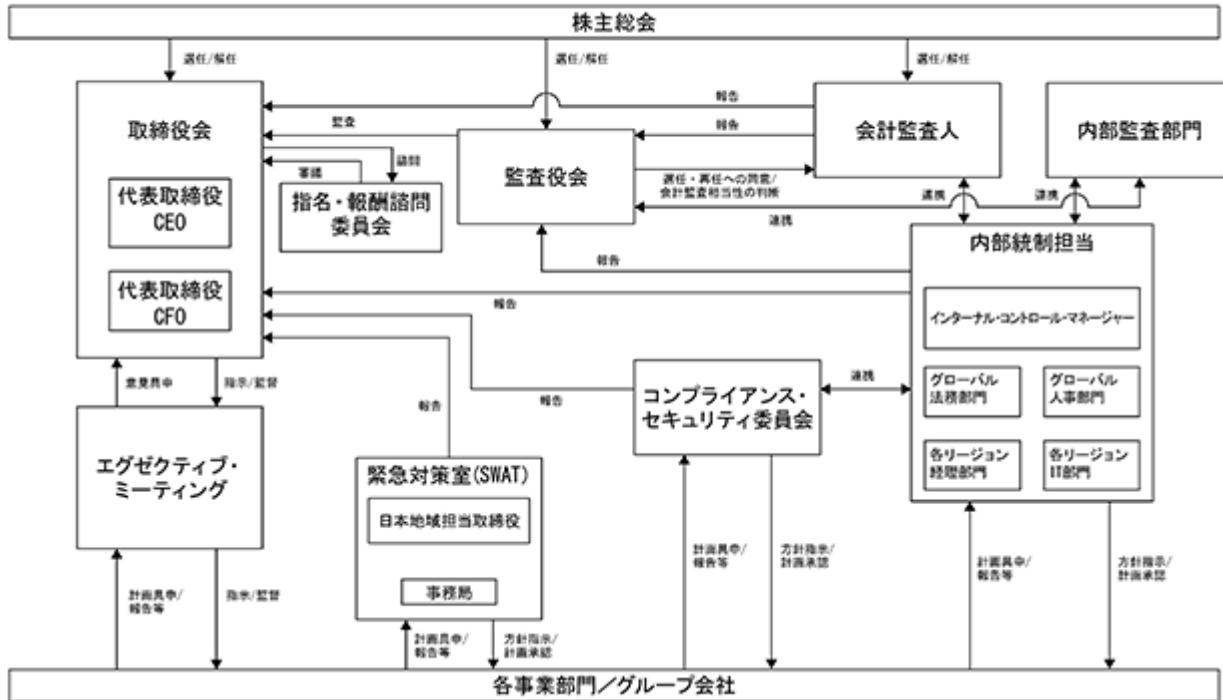 株主総会
選任/解任
選任/解任
選任/解任
取締役会
代表取締役
CEO
代表取締役
CFO
報告
監査
報告
諮問
審議
指名・報酬諮問
委員会
監査役会
会計監査人
内部監査部門
選任・再任への同意/
会計監査相当性の判断
連携
連携
連携
報告
報告
内部統制担当
インターナル・コントロール・マネージャー
グローバル
法務部門
グローバル
人事部門
各リージョン
経理部門
各リージョン
IT部門
意見具申
指示/監督
報告
報告
コンプライアンス・
セキュリティ委員会
連携
エグゼクティブ・
ミーティング
緊急対策室(SWAT)
日本地域担当取締役
事務局
計画具申/
報告等
指示/監督
計画具申/
報告等
方針指示/
計画承認
計画具申/
報告等
方針指示/
計画承認
計画具申/
報告等
方針指示/
計画承認
各事業部門/グループ会社